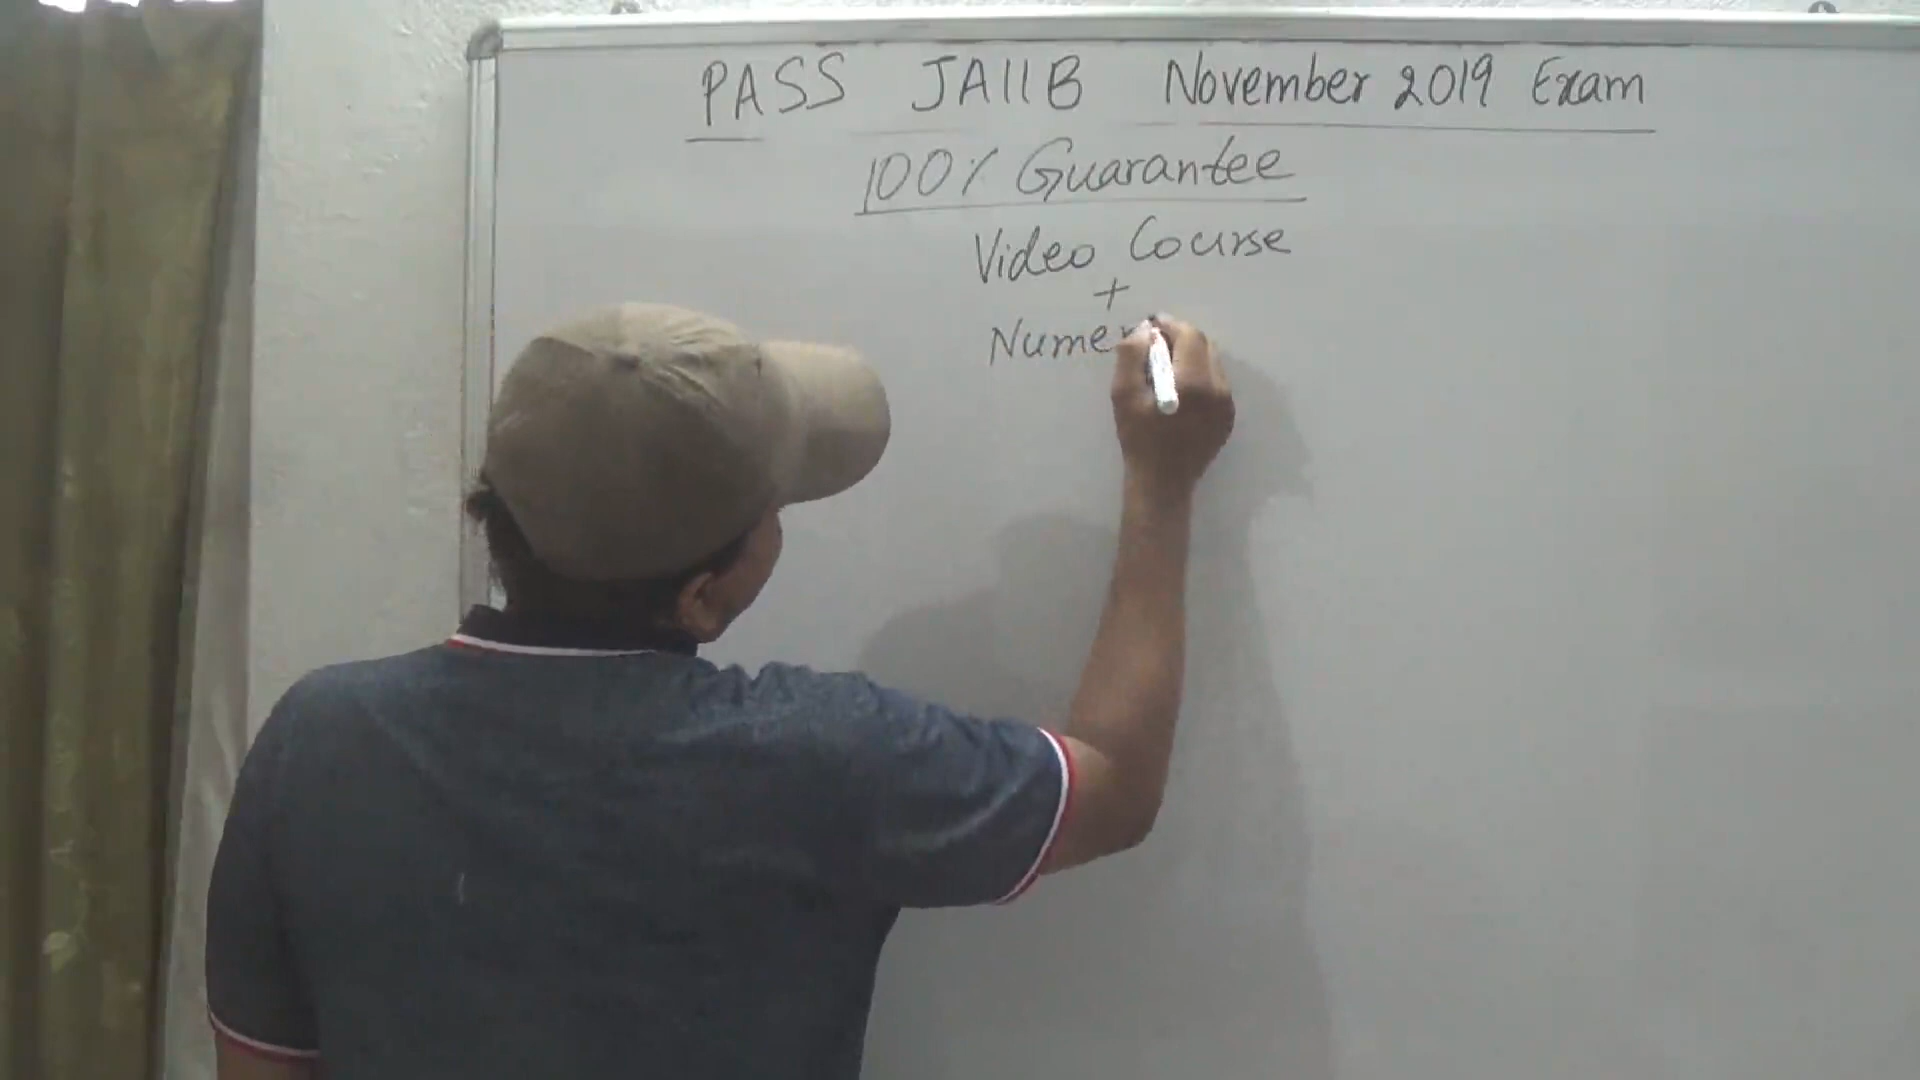 PASS JAIIB November 2019 Exam
100% Guarantee
Video Course
+
Numer